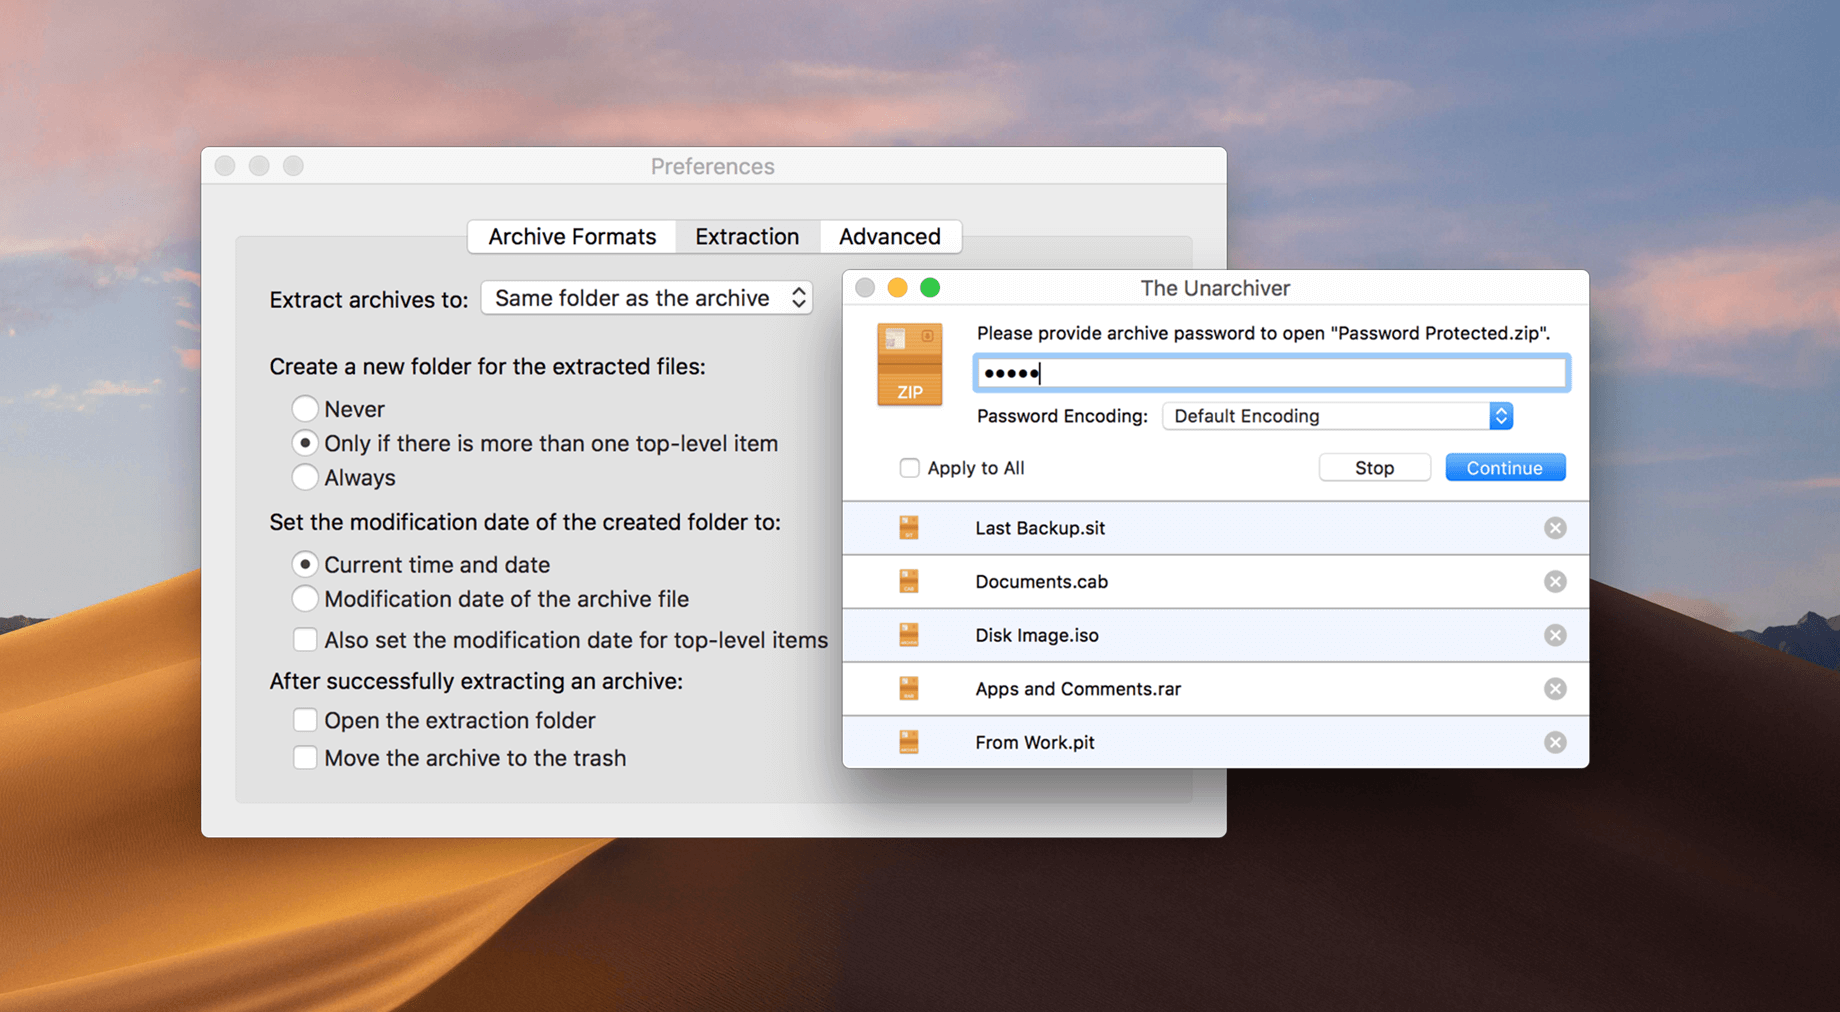 Preferences
Archive Formats
Extraction
Advanced
Extract archives to:
Same folder as the archive
Create a new folder for the extracted files:
Never
Only if there is more than one top-level item
Always
Set the modification date of the created folder to:
Current time and date
Modification date of the archive file
Also set the modification date for top-level items
After successfully extracting an archive:
Open the extraction folder
Move the archive to the trash
The Unarchiver
Please provide archive password to open "Password Protected.zip".
ZIP
•••••
Password Encoding:
Default Encoding
Apply to All
Stop
Continue
Last Backup.sit
Documents.cab
Disk Image.iso
Apps and Comments.rar
From Work.pit